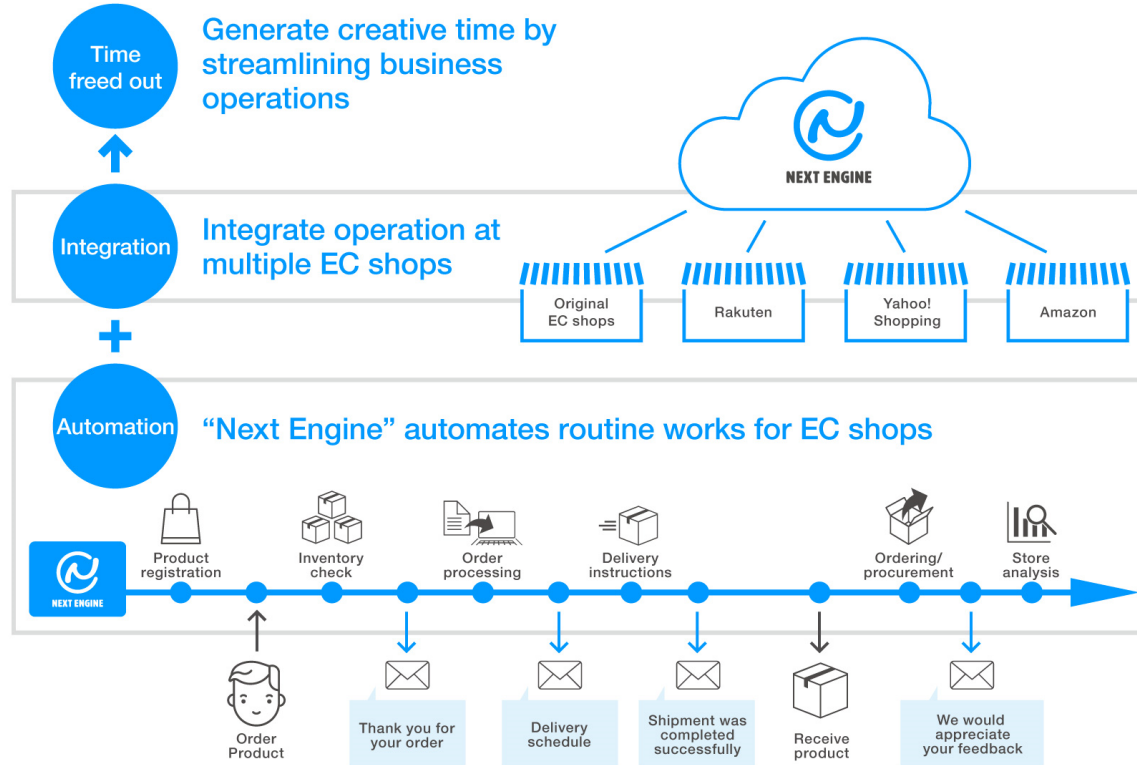 Time
freed out
Generate creative time by
streamlining business
operations
NEXT ENGINE
Integration
Integrate operation at
multiple EC shops
Original
EC shops
Rakuten
Yahoo!
Shopping
Amazon
Automation
“Next Engine” automates routine works for EC shops
Product
registration
Inventory
check
Order
processing
Delivery
instructions
Ordering/
procurement
Store
analysis
NEXT ENGINE
Order
Product
Thank you for
your order
Delivery
schedule
Shipment was
completed
successfully
Receive
product
We would
appreciate
your feedback